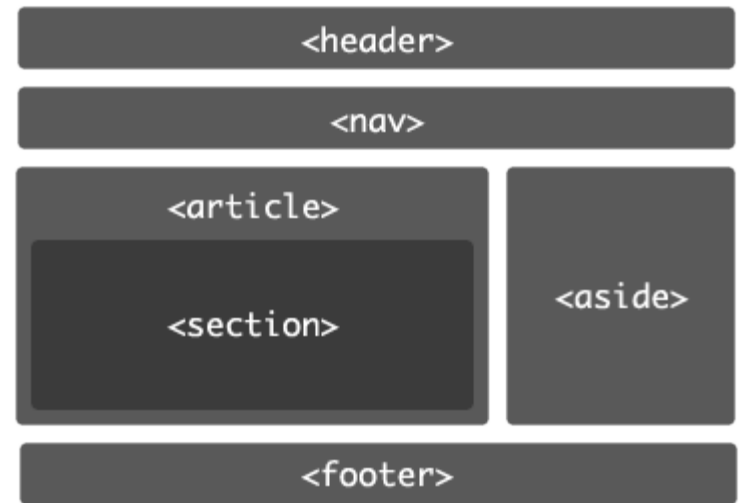 <header>
<nav>
<article>
<section>
<aside>
<footer>